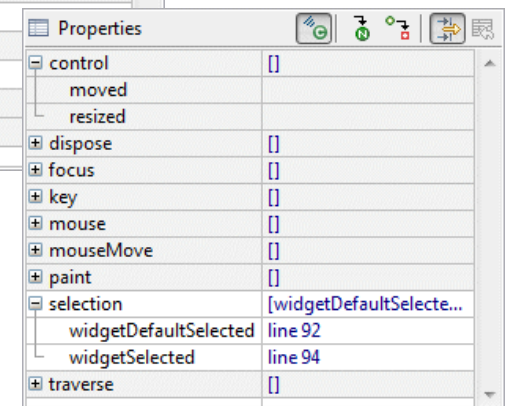 Properties
control []
moved
resized
dispose []
focus []
key []
mouse []
mouseMove []
paint []
selection [widgetDefaultSelecte...
widgetDefaultSelected line 92
widgetSelected line 94
traverse []